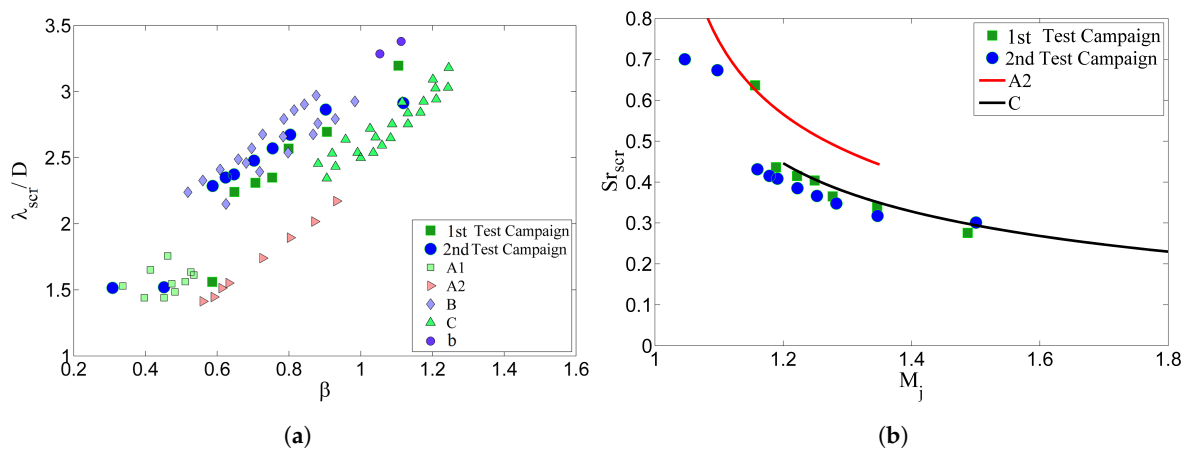 3.5
3
2.5
2
1.5
1
0.2
0.4
0.6
0.8
1
1.2
1.4
1.6
λscr / D
β
1st Test Campaign
2nd Test Campaign
A1
A2
B
C
b
(a)
0.8
0.7
0.6
0.5
0.4
0.3
0.2
0.1
0
1
1.2
1.4
1.6
1.8
Srscr
Mj
1st Test Campaign
2nd Test Campaign
A2
C
(b)